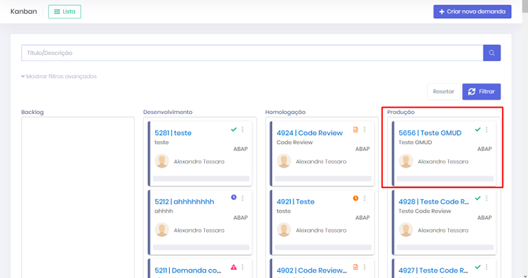 Kanban
Lista
+ Criar nova demanda
Título/Descrição
Mostrar filtros avançados
Resetar
Filtrar
Backlog
Desenvolvimento
Homologação
Produção
5281 | teste
teste
ABAP
Alexandre Tessaro
4924 | Code Review
Code Review
ABAP
Alexandre Tessaro
5656 | Teste GMUD
Teste GMUD
ABAP
Alexandre Tessaro
5212 | ahhhhhhhh
ahhhh
ABAP
Alexandre Tessaro
4921 | Teste
teste
ABAP
Alexandre Tessaro
4928 | Teste Code R...
Teste Code Review
ABAP
Alexandre Tessaro
5211 | Demanda co...
4902 | Code Review...
4927 | Teste Code R...